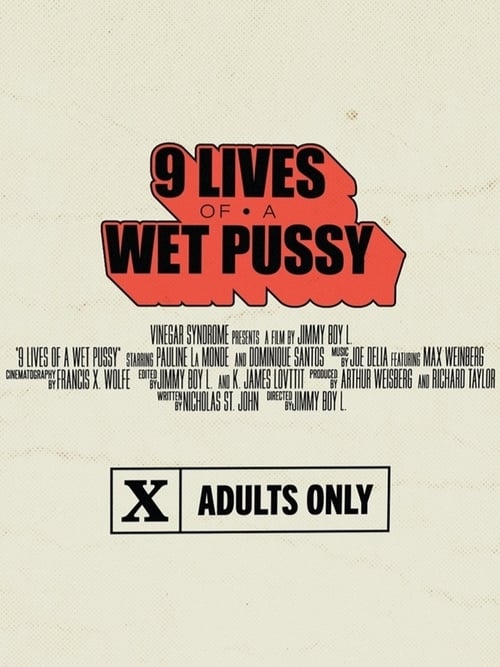 9 LIVES
OF • A
WET PUSSY
VINEGAR SYNDROME PRESENTS A FILM BY JIMMY BOY L.
"9 LIVES OF A WET PUSSY" STARRING PAULINE LA MONDE AND DOMINIQUE SANTOS MUSIC BY JOE DELIA FEATURING MAX WEINBERG
CINEMATOGRAPHY BY FRANCIS X. WOLFE EDITED BY JIMMY BOY L. AND K. JAMES LOVTTIT PRODUCED BY ARTHUR WEISBERG AND RICHARD TAYLOR
WRITTEN BY NICHOLAS ST. JOHN DIRECTED BY JIMMY BOY L.
X ADULTS ONLY